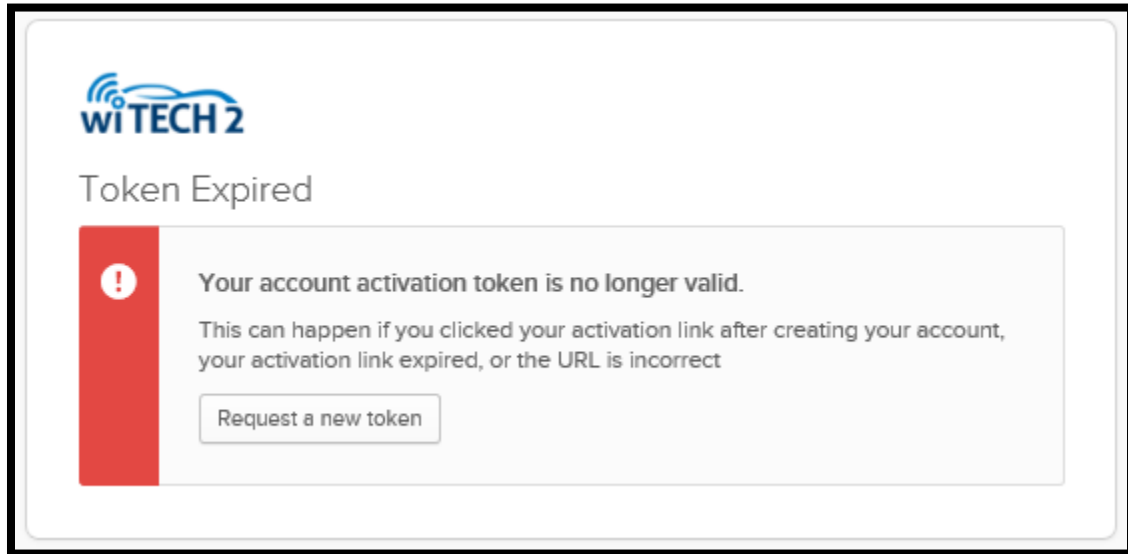 wiTECH 2
Token Expired
Your account activation token is no longer valid.
This can happen if you clicked your activation link after creating your account,
your activation link expired, or the URL is incorrect
Request a new token